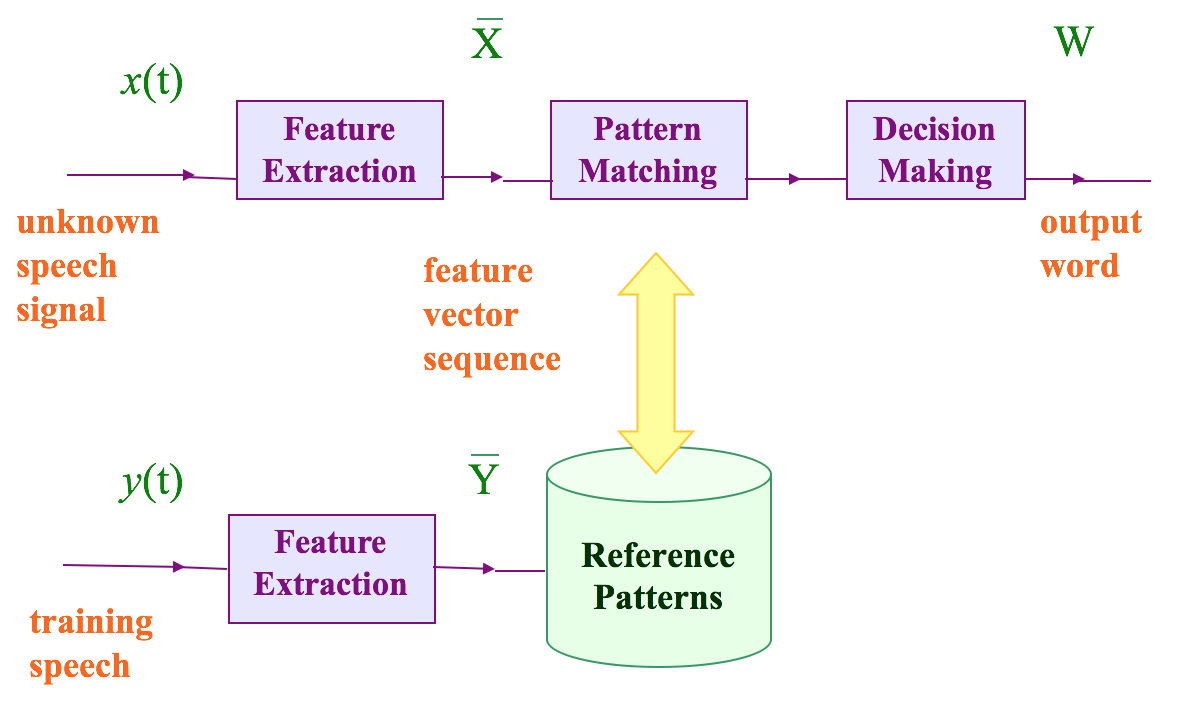 X̅
W
x(t)
Feature
Extraction
Pattern
Matching
Decision
Making
unknown
speech
signal
feature
vector
sequence
output
word
y(t)
Y̅
Feature
Extraction
Reference
Patterns
training
speech